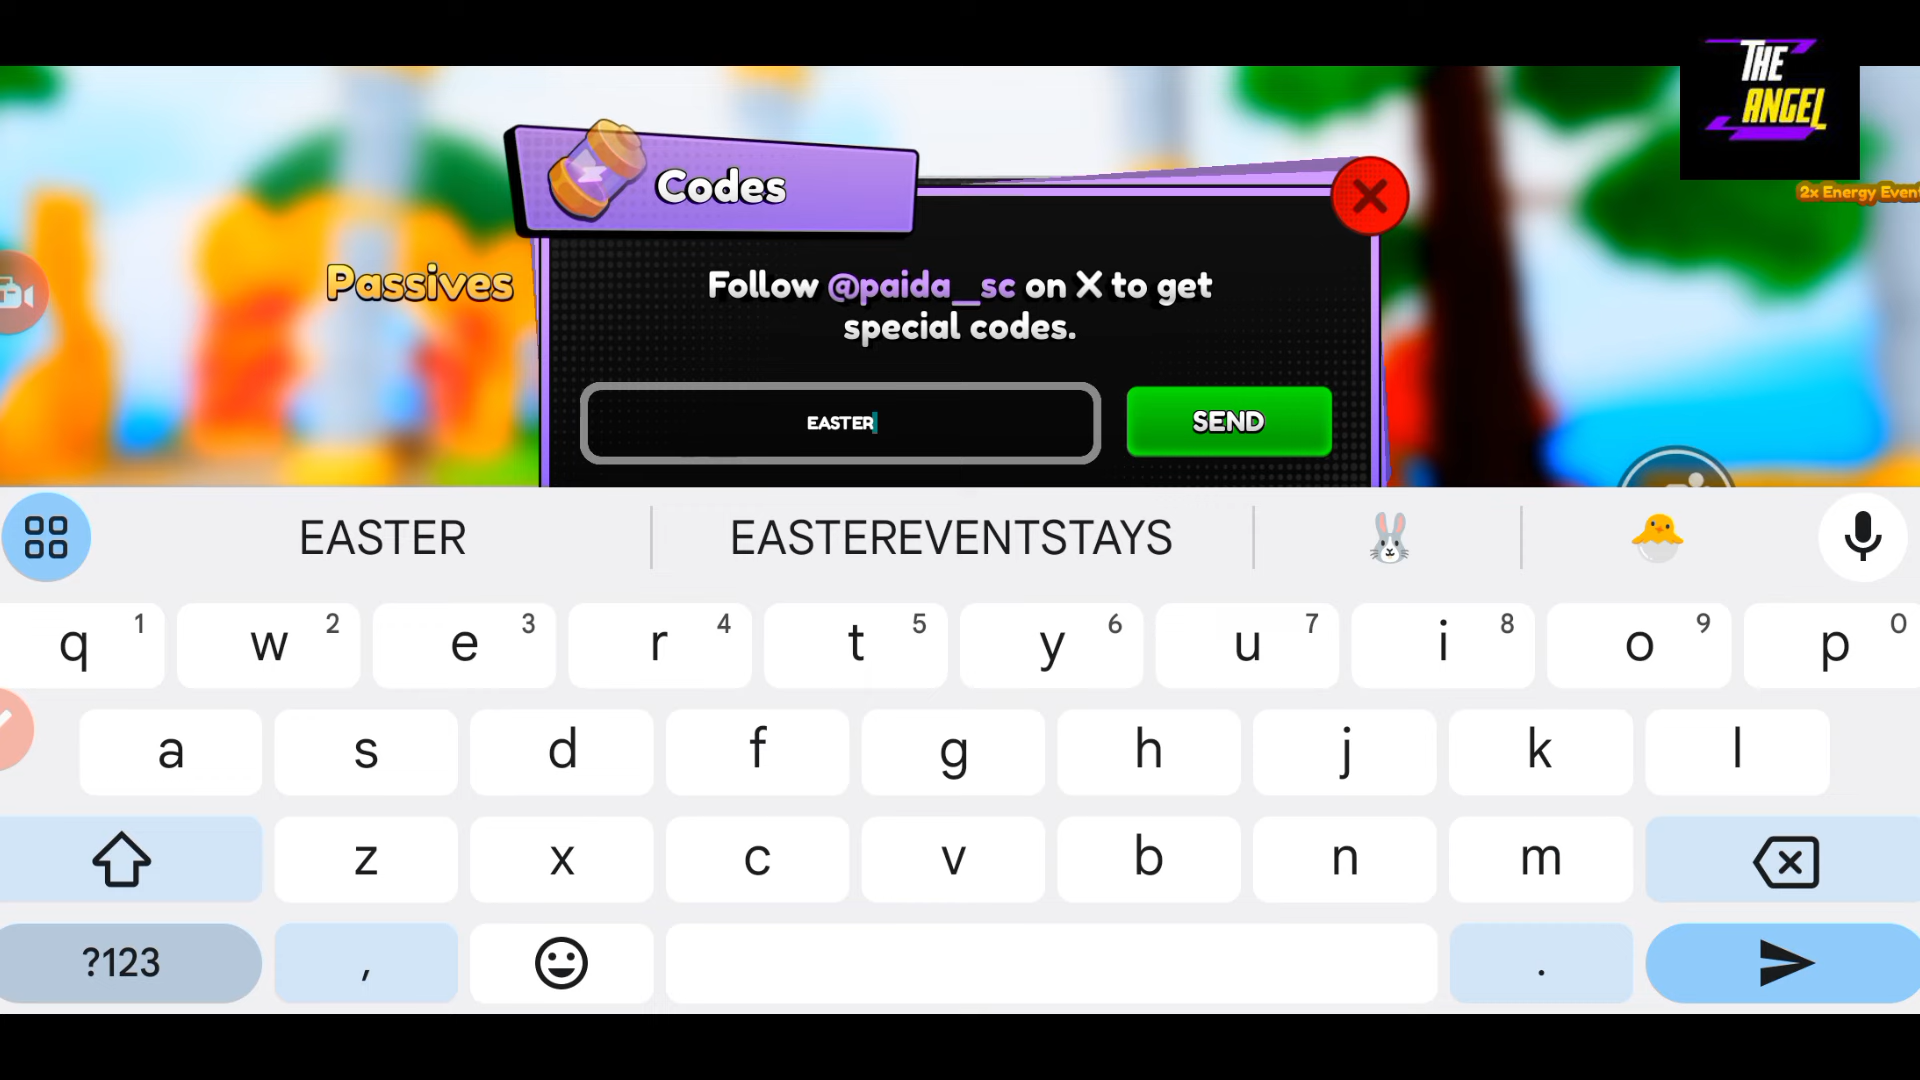 THE
ANGEL
2x Energy Event
Codes
Passives
Follow @paida_sc on X to get
special codes.
EASTER
SEND
EASTER
EASTEREVENTSTAYS
q 1 w 2 e 3 r 4 t 5 y 6 u 7 i 8 o 9 p 0
a s d f g h j k l
z x c v b n m
?123 , .